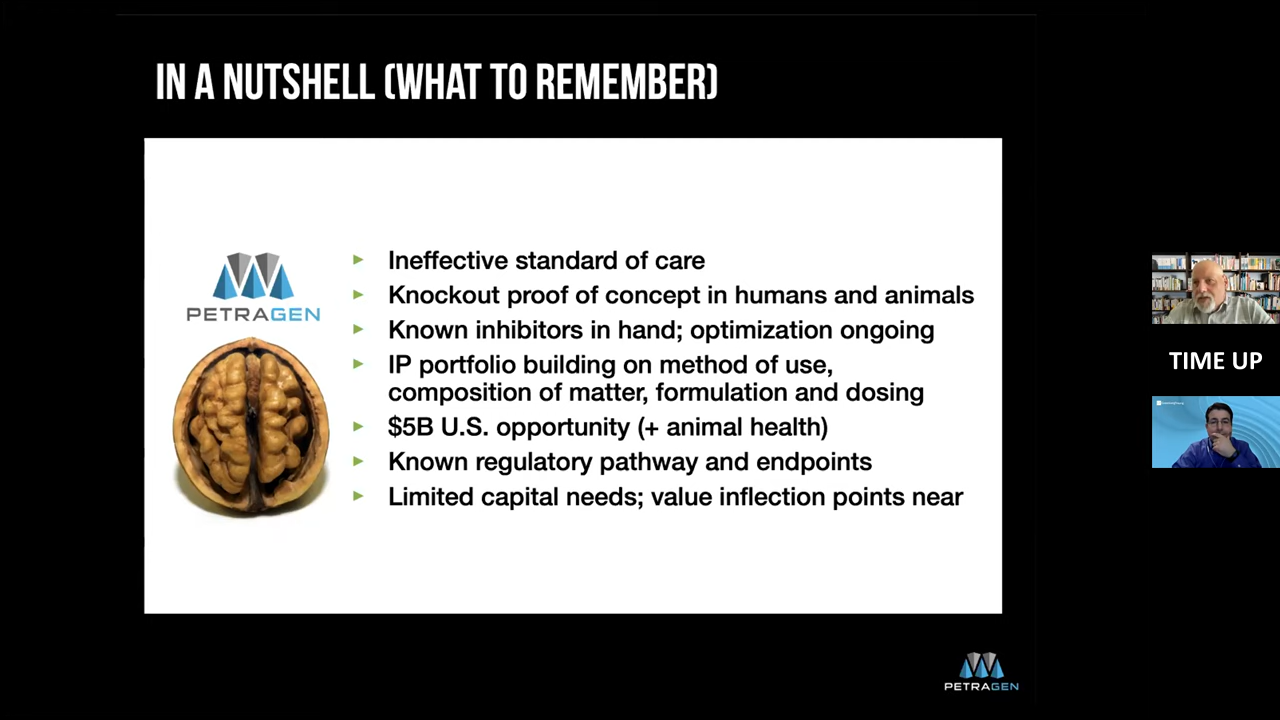 IN A NUTSHELL (WHAT TO REMEMBER)
PETRAGEN
Ineffective standard of care
Knockout proof of concept in humans and animals
Known inhibitors in hand; optimization ongoing
IP portfolio building on method of use,
composition of matter, formulation and dosing
$5B U.S. opportunity (+ animal health)
Known regulatory pathway and endpoints
Limited capital needs; value inflection points near
TIME UP
PETRAGEN